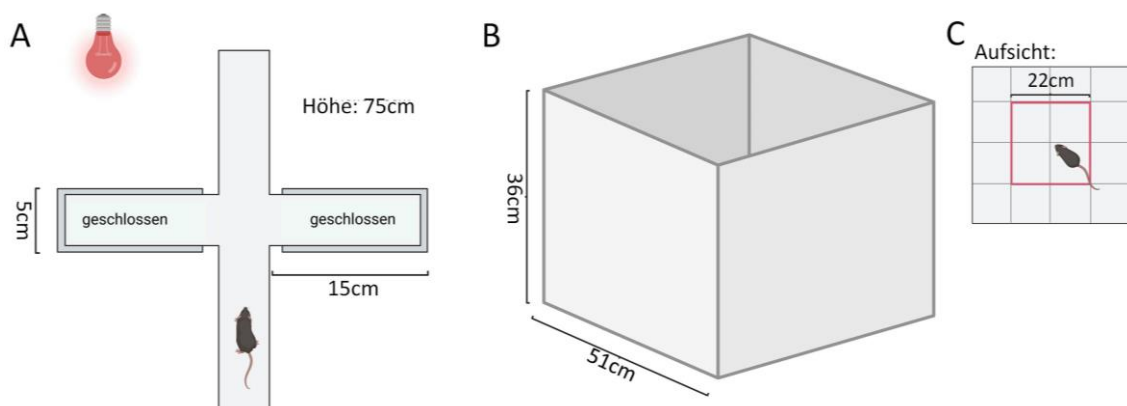 A
Höhe: 75cm
geschlossen
geschlossen
5cm
15cm
B
36cm
51cm
C
Aufsicht:
22cm